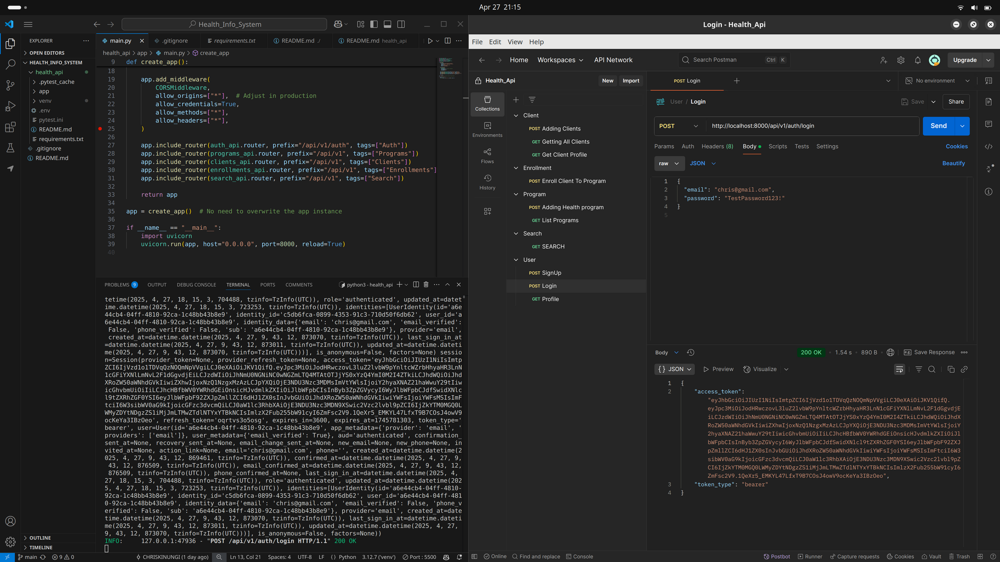 Apr 27 21:15
Health_Info_System
EXPLORER
OPEN EDITORS
HEALTH_INFO_SYSTEM
health_api
.pytest_cache
app
venv
.env
pytest.ini
README.md
requirements.txt
.gitignore
README.md
OUTLINE
TIMELINE
main.py
.gitignore
requirements.txt
README.md ./
README.md health_api
health_api > app > main.py > create_app
9 def create_app():
18
19 app.add_middleware(
20 CORSMiddleware,
21 allow_origins=["*"], # Adjust in production
22 allow_credentials=True,
23 allow_methods=["*"],
24 allow_headers=["*"],
25 )
26
27 app.include_router(auth_api.router, prefix="/api/v1/auth", tags=["Auth"])
28 app.include_router(programs_api.router, prefix="/api/v1", tags=["Programs"])
29 app.include_router(clients_api.router, prefix="/api/v1", tags=["Clients"])
30 app.include_router(enrollments_api.router, prefix="/api/v1", tags=["Enrollments"]
31 app.include_router(search_api.router, prefix="/api/v1", tags=["Search"])
32
33 return app
34
35 app = create_app() # No need to overwrite the app instance
36
37 if __name__ == "__main__":
38 import uvicorn
39 uvicorn.run(app, host="0.0.0.0", port=8000, reload=True)
40
PROBLEMS 9 OUTPUT DEBUG CONSOLE TERMINAL PORTS COMMENTS python3 - health_api
tetime(2025, 4, 27, 18, 15, 3, 704488, tzinfo=TzInfo(UTC)), role='authenticated', updated_at=datet
ime.datetime(2025, 4, 27, 18, 15, 3, 723253, tzinfo=TzInfo(UTC)), identities=[UserIdentity(id='a6e
44cb4-04ff-4810-92ca-1c48bb43b8e9', identity_id='c5db6fca-0899-4353-91c3-710d50f6db62', user_id='a
6e44cb4-04ff-4810-92ca-1c48bb43b8e9', identity_data={'email': 'chris@gmail.com', 'email_verified':
False, 'phone_verified': False, 'sub': 'a6e44cb4-04ff-4810-92ca-1c48bb43b8e9'}, provider='email',
created_at=datetime.datetime(2025, 4, 27, 9, 43, 12, 873070, tzinfo=TzInfo(UTC)), last_sign_in_at
=datetime.datetime(2025, 4, 27, 9, 43, 12, 873011, tzinfo=TzInfo(UTC)), updated_at=datetime.dateti
me(2025, 4, 27, 9, 43, 12, 873070, tzinfo=TzInfo(UTC)))], is_anonymous=False, factors=None) sessio
n=Session(provider_token=None, provider_refresh_token=None, access_token='
refresh_token='oqrtvs3o5osg', expires_in=3600, expires_at=1745781303, token_type='
bearer', user=User(id='a6e44cb4-04ff-4810-92ca-1c48bb43b8e9', app_metadata={'provider': 'email', '
providers': ['email']}, user_metadata={'email_verified': True}, aud='authenticated', confirmation_
sent_at=None, recovery_sent_at=None, email_change_sent_at=None, new_email=None, new_phone=None, in
vited_at=None, action_link=None, email='chris@gmail.com', phone='', created_at=datetime.datetime(2
025, 4, 27, 9, 43, 12, 869461, tzinfo=TzInfo(UTC)), confirmed_at=datetime.datetime(2025, 4, 27, 9,
43, 12, 876509, tzinfo=TzInfo(UTC)), email_confirmed_at=datetime.datetime(2025, 4, 27, 9, 43, 12,
876509, tzinfo=TzInfo(UTC)), phone_confirmed_at=None, last_sign_in_at=datetime.datetime(2025, 4,
27, 18, 15, 3, 704488, tzinfo=TzInfo(UTC)), role='authenticated', updated_at=datetime.datetime(202
5, 4, 27, 18, 15, 3, 723253, tzinfo=TzInfo(UTC)), identities=[UserIdentity(id='a6e44cb4-04ff-4810-
92ca-1c48bb43b8e9', identity_id='c5db6fca-0899-4353-91c3-710d50f6db62', user_id='a6e44cb4-04ff-481
0-92ca-1c48bb43b8e9', identity_data={'email': 'chris@gmail.com', 'email_verified': False, 'phone_v
erified': False, 'sub': 'a6e44cb4-04ff-4810-92ca-1c48bb43b8e9'}, provider='email', created_at=date
time.datetime(2025, 4, 27, 9, 43, 12, 873070, tzinfo=TzInfo(UTC)), last_sign_in_at=datetime.dateti
me(2025, 4, 27, 9, 43, 12, 873011, tzinfo=TzInfo(UTC)), updated_at=datetime.datetime(2025, 4, 27,
9, 43, 12, 873070, tzinfo=TzInfo(UTC)))], is_anonymous=False, factors=None))
INFO: 127.0.0.1:47936 - "POST /api/v1/auth/login HTTP/1.1" 200 OK
main 9 0 CHRISKINUNGI (1 day ago) Ln 13, Col 21 Spaces: 4 UTF-8 LF {} Python 3.12.7 ('venv') Port : 5500
Login - Health_Api
File Edit View Help
Home Workspaces API Network Search Postman Ctrl K Upgrade
Health_Api New Import
Collections
Environments
Flows
History
Client
POST Adding Clients
GET Getting All Clients
GET Get Client Profile
Enrollment
POST Enroll Client To Program
Program
POST Adding Health program
GET List Programs
Search
GET SEARCH
User
POST SignUp
POST Login
GET Profile
POST Login
No environment
HTTP User / Login
Save Share
POST http://localhost:8000/api/v1/auth/login Send
Params Auth Headers (8) Body Scripts Tests Settings Cookies
raw JSON Beautify
1 {
2 "email": "chris@gmail.com",
3 "password": "TestPassword123!"
4 }
5
Body 200 OK 1.54 s 890 B e.g. Save Response
{} JSON Preview Visualize
1 {
2 "access_token":
3 "token_type": "bearer"
4 }
Online Find and replace Console Postbot Runner Capture requests Cookies Vault Trash